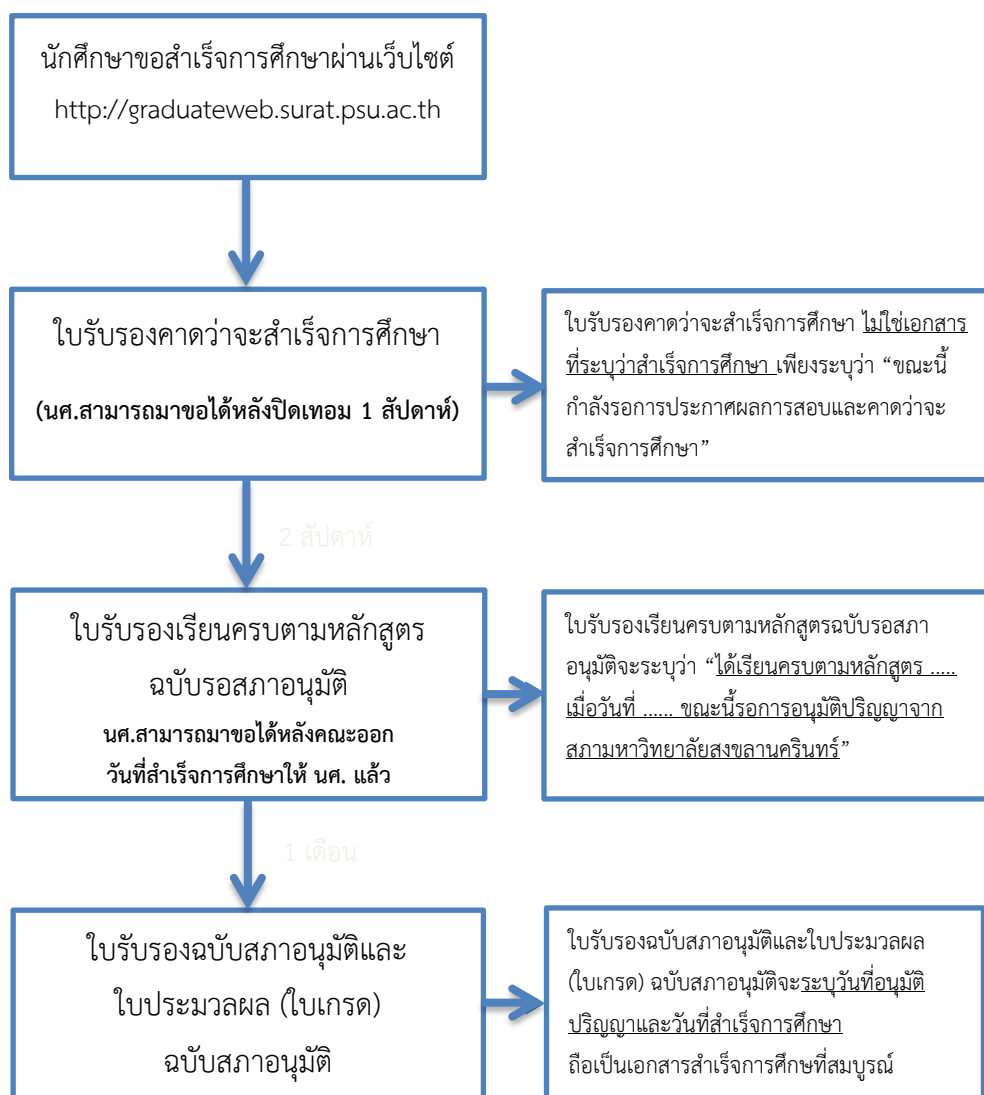 นักศึกษาขอสำเร็จการศึกษาผ่านเว็บไซต์
http://graduateweb.surat.psu.ac.th
ใบรับรองคาดว่าจะสำเร็จการศึกษา
(นศ.สามารถมาขอได้หลังปิดเทอม 1 สัปดาห์)
ใบรับรองคาดว่าจะสำเร็จการศึกษา ไม่ใช่เอกสาร
ที่ระบุว่าสำเร็จการศึกษา เพียงระบุว่า “ขณะนี้
กำลังรอการประกาศผลการสอบและคาดว่าจะ
สำเร็จการศึกษา”
2 สัปดาห์
ใบรับรองเรียนครบตามหลักสูตร
ฉบับรอสภาอนุมัติ
นศ.สามารถมาขอได้หลังคณะออก
วันที่สำเร็จการศึกษาให้ นศ. แล้ว
ใบรับรองเรียนครบตามหลักสูตรฉบับรอสภา
อนุมัติจะระบุว่า “ได้เรียนครบตามหลักสูตร .....
เมื่อวันที่ ...... ขณะนี้รอการอนุมัติปริญญาจาก
สภามหาวิทยาลัยสงขลานครินทร์”
1 เดือน
ใบรับรองฉบับสภาอนุมัติและ
ใบประมวลผล (ใบเกรด)
ฉบับสภาอนุมัติ
ใบรับรองฉบับสภาอนุมัติและใบประมวลผล
(ใบเกรด) ฉบับสภาอนุมัติจะระบุวันที่อนุมัติ
ปริญญาและวันที่สำเร็จการศึกษา
ถือเป็นเอกสารสำเร็จการศึกษที่สมบูรณ์